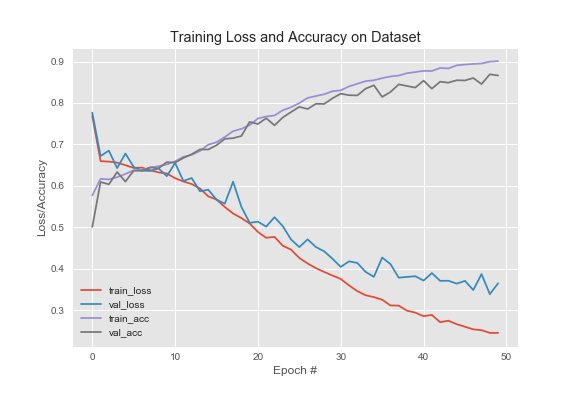 Training Loss and Accuracy on Dataset
Loss/Accuracy
0.9
0.8
0.7
0.6
0.5
0.4
0.3
train_loss
val_loss
train_acc
val_acc
0 10 20 30 40 50
Epoch #